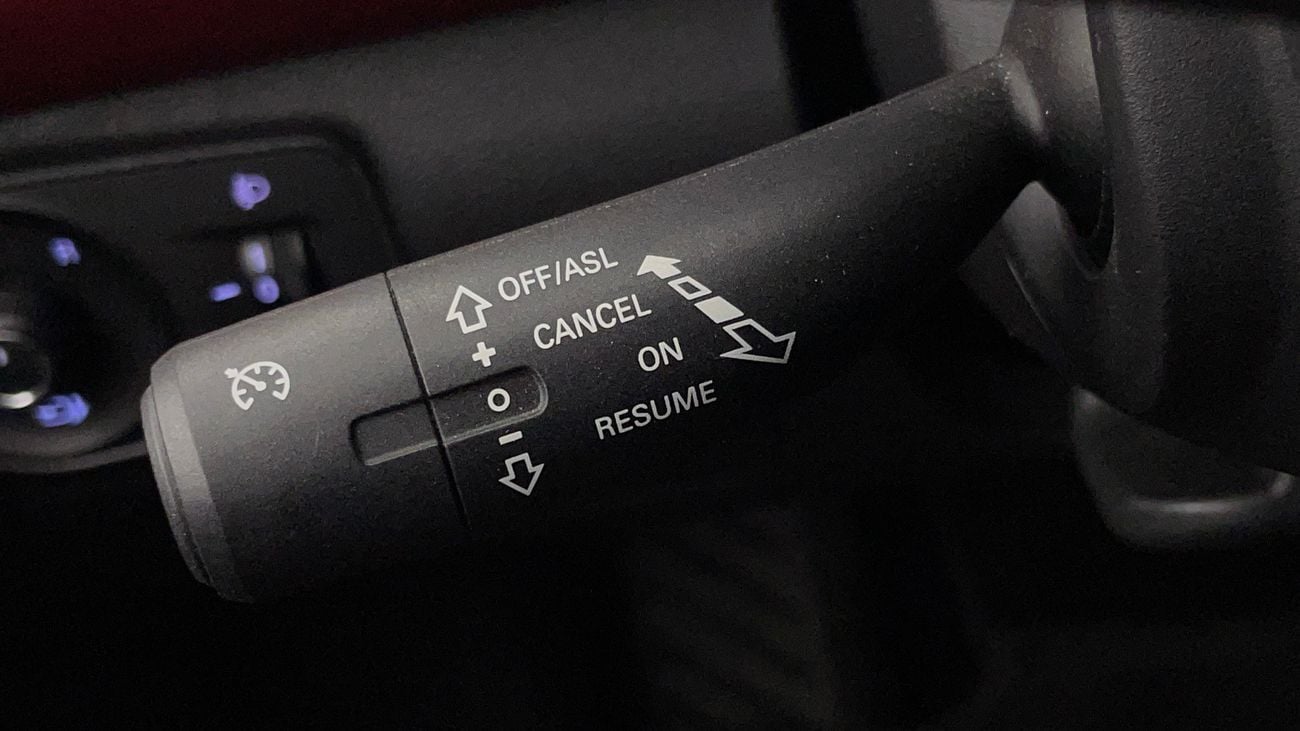 OFF/ASL
CANCEL
+
ON
O
RESUME
–